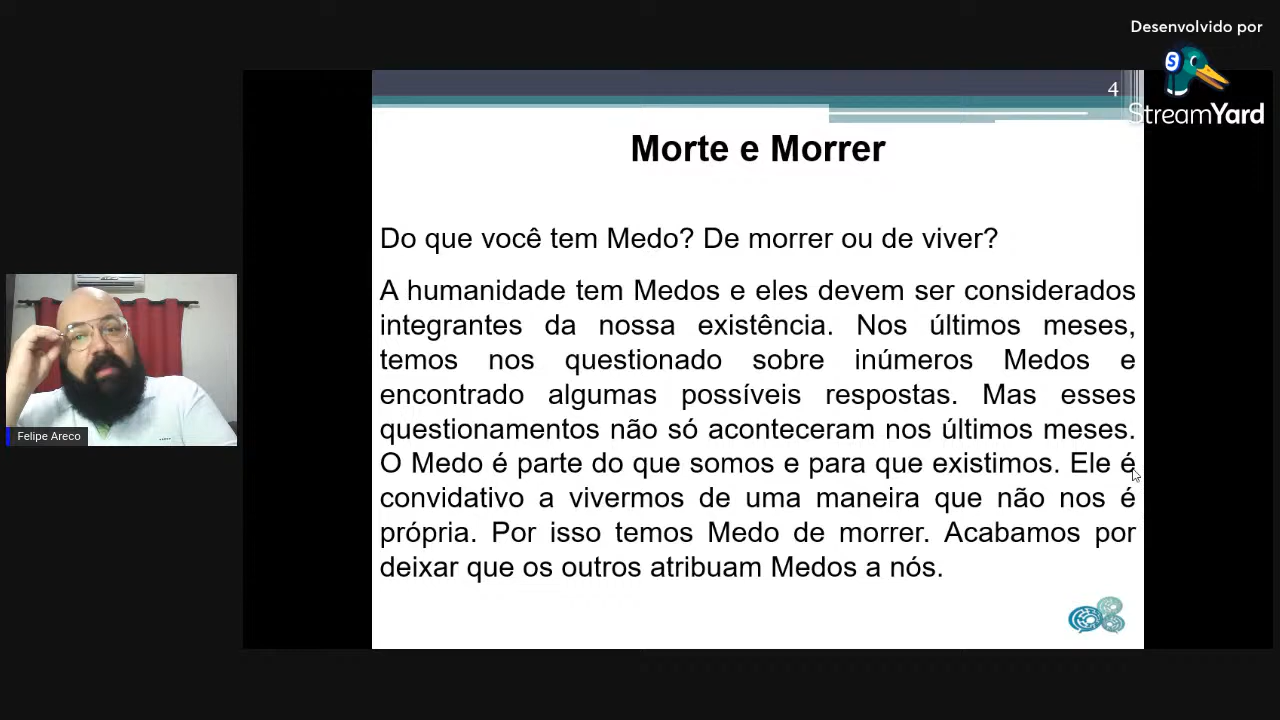 Desenvolvido por
StreamYard
4
Morte e Morrer
Do que você tem Medo? De morrer ou de viver?
A humanidade tem Medos e eles devem ser considerados
integrantes da nossa existência. Nos últimos meses,
temos nos questionado sobre inúmeros Medos e
encontrado algumas possíveis respostas. Mas esses
questionamentos não só aconteceram nos últimos meses.
O Medo é parte do que somos e para que existimos. Ele é
convidativo a vivermos de uma maneira que não nos é
própria. Por isso temos Medo de morrer. Acabamos por
deixar que os outros atribuam Medos a nós.
Felipe Areco